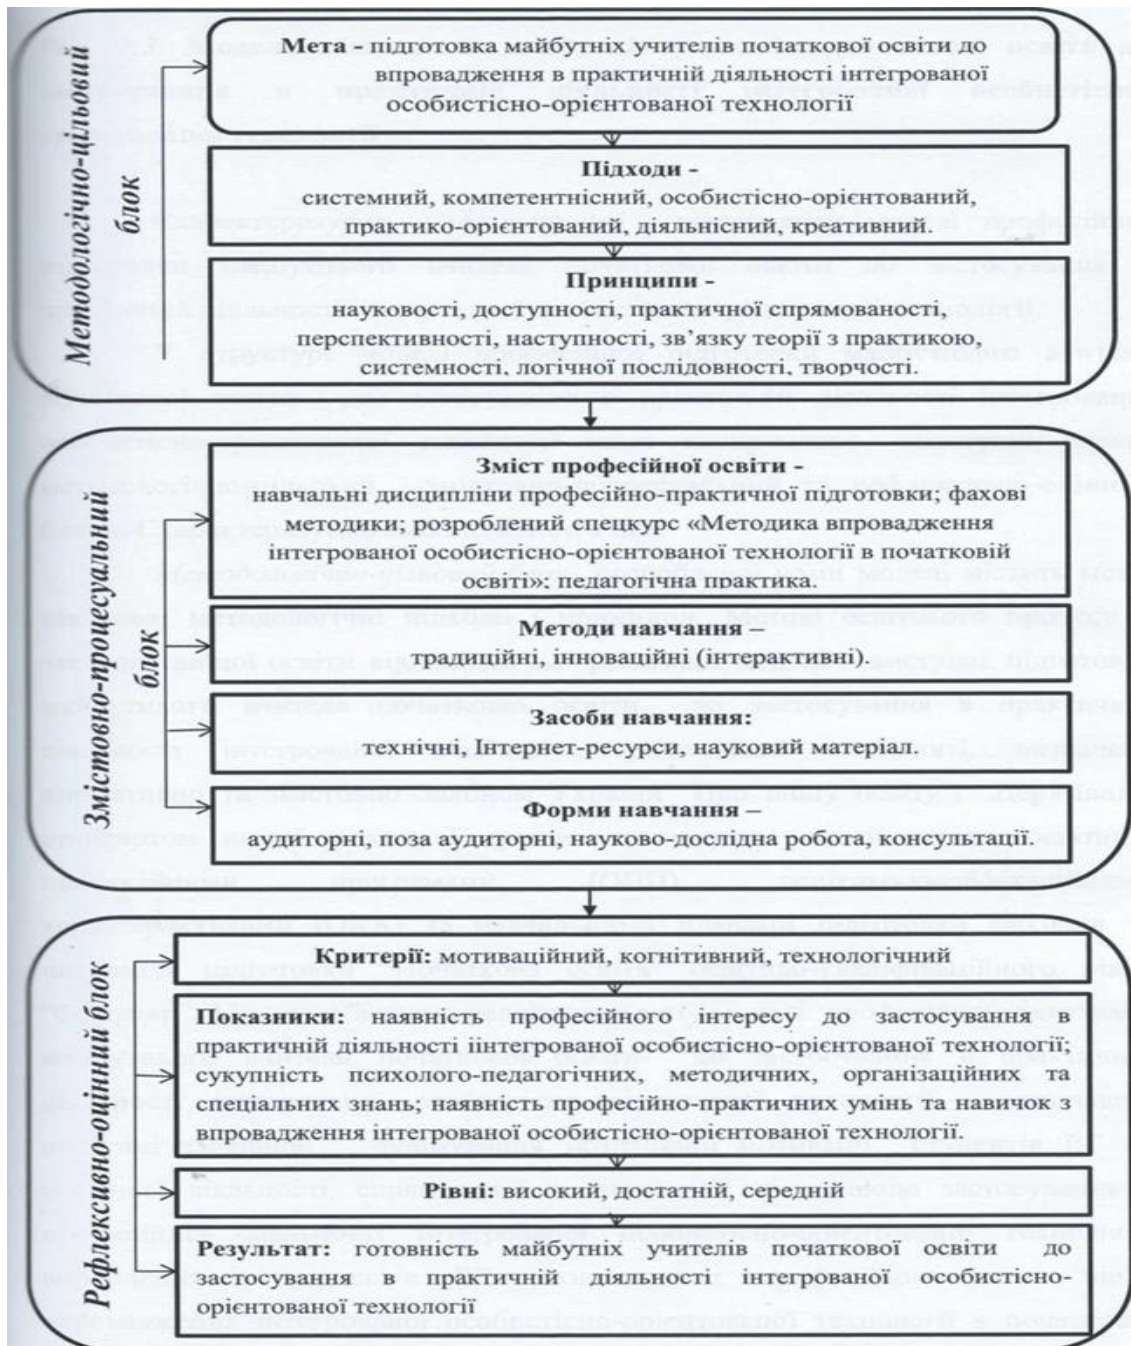 Методологічно-цільовий
блок
Мета - підготовка майбутніх учителів початкової освіти до
впровадження в практичній діяльності інтегрованої
особистісно-орієнтованої технології
Підходи -
системний, компетентнісний, особистісно-орієнтований,
практико-орієнтований, діяльнісний, креативний.
Принципи -
науковості, доступності, практичної спрямованості,
перспективності, наступності, зв’язку теорії з практикою,
системності, логічної послідовності, творчості.
Змістовно-процесуальний
блок
Зміст професійної освіти -
навчальні дисципліни професійно-практичної підготовки; фахові
методики; розроблений спецкурс «Методика впровадження
інтегрованої особистісно-орієнтованої технології в початковій
освіті»; педагогічна практика.
Методи навчання –
традиційні, інноваційні (інтерактивні).
Засоби навчання:
технічні, Інтернет-ресурси, науковий матеріал.
Форми навчання –
аудиторні, поза аудиторні, науково-дослідна робота, консультації.
Рефлексивно-оцінний блок
Критерії: мотиваційний, когнітивний, технологічний
Показники: наявність професійного інтересу до застосування в
практичній діяльності іінтегрованої особистісно-орієнтованої технології;
сукупність психолого-педагогічних, методичних, організаційних та
спеціальних знань; наявність професійно-практичних умінь та навичок з
впровадження інтегрованої особистісно-орієнтованої технології.
Рівні: високий, достатній, середній
Результат: готовність майбутніх учителів початкової освіти до
застосування в практичній діяльності інтегрованої особистісно-
орієнтованої технології